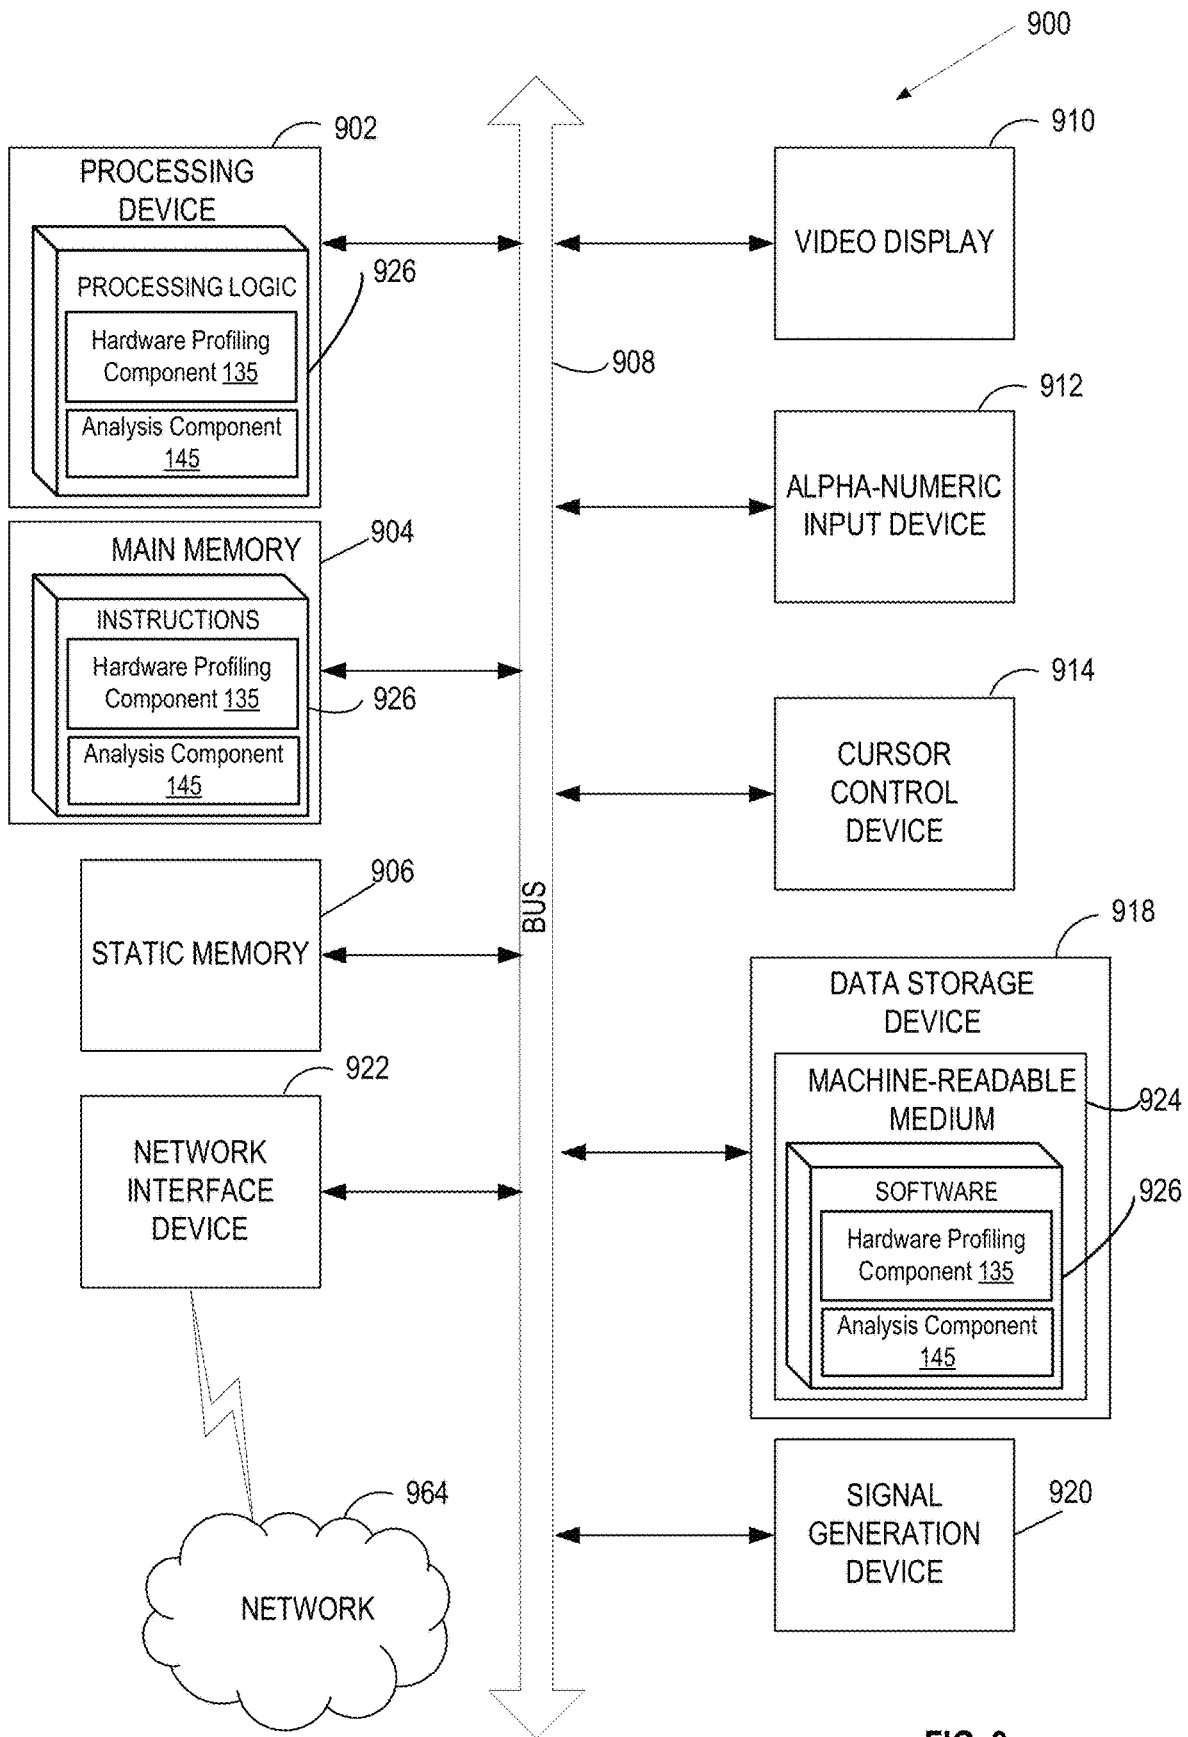 900
902
PROCESSING
DEVICE
PROCESSING LOGIC
926
Hardware Profiling
Component 135
Analysis Component
145
MAIN MEMORY
904
INSTRUCTIONS
Hardware Profiling
Component 135
926
Analysis Component
145
906
STATIC MEMORY
922
NETWORK
INTERFACE
DEVICE
964
NETWORK
908
BUS
910
VIDEO DISPLAY
912
ALPHA-NUMERIC
INPUT DEVICE
914
CURSOR
CONTROL
DEVICE
918
DATA STORAGE
DEVICE
MACHINE-READABLE
MEDIUM
924
SOFTWARE
926
Hardware Profiling
Component 135
Analysis Component
145
SIGNAL
GENERATION
DEVICE
920
FIG.